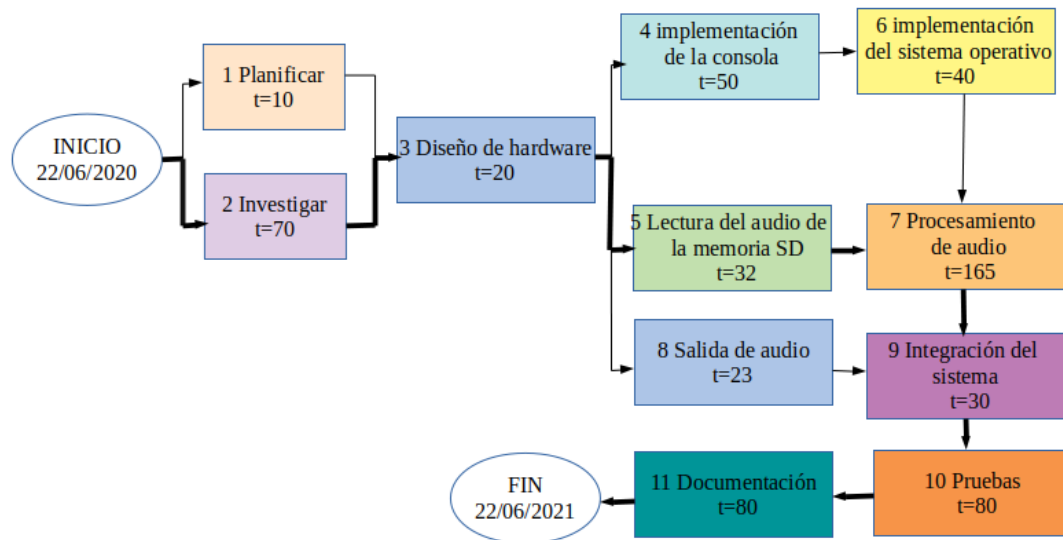 INICIO
22/06/2020
1 Planificar
t=10
2 Investigar
t=70
3 Diseño de hardware
t=20
4 implementación
de la consola
t=50
6 implementación
del sistema operativo
t=40
5 Lectura del audio de
la memoria SD
t=32
7 Procesamiento
de audio
t=165
8 Salida de audio
t=23
9 Integración del
sistema
t=30
10 Pruebas
t=80
11 Documentación
t=80
FIN
22/06/2021